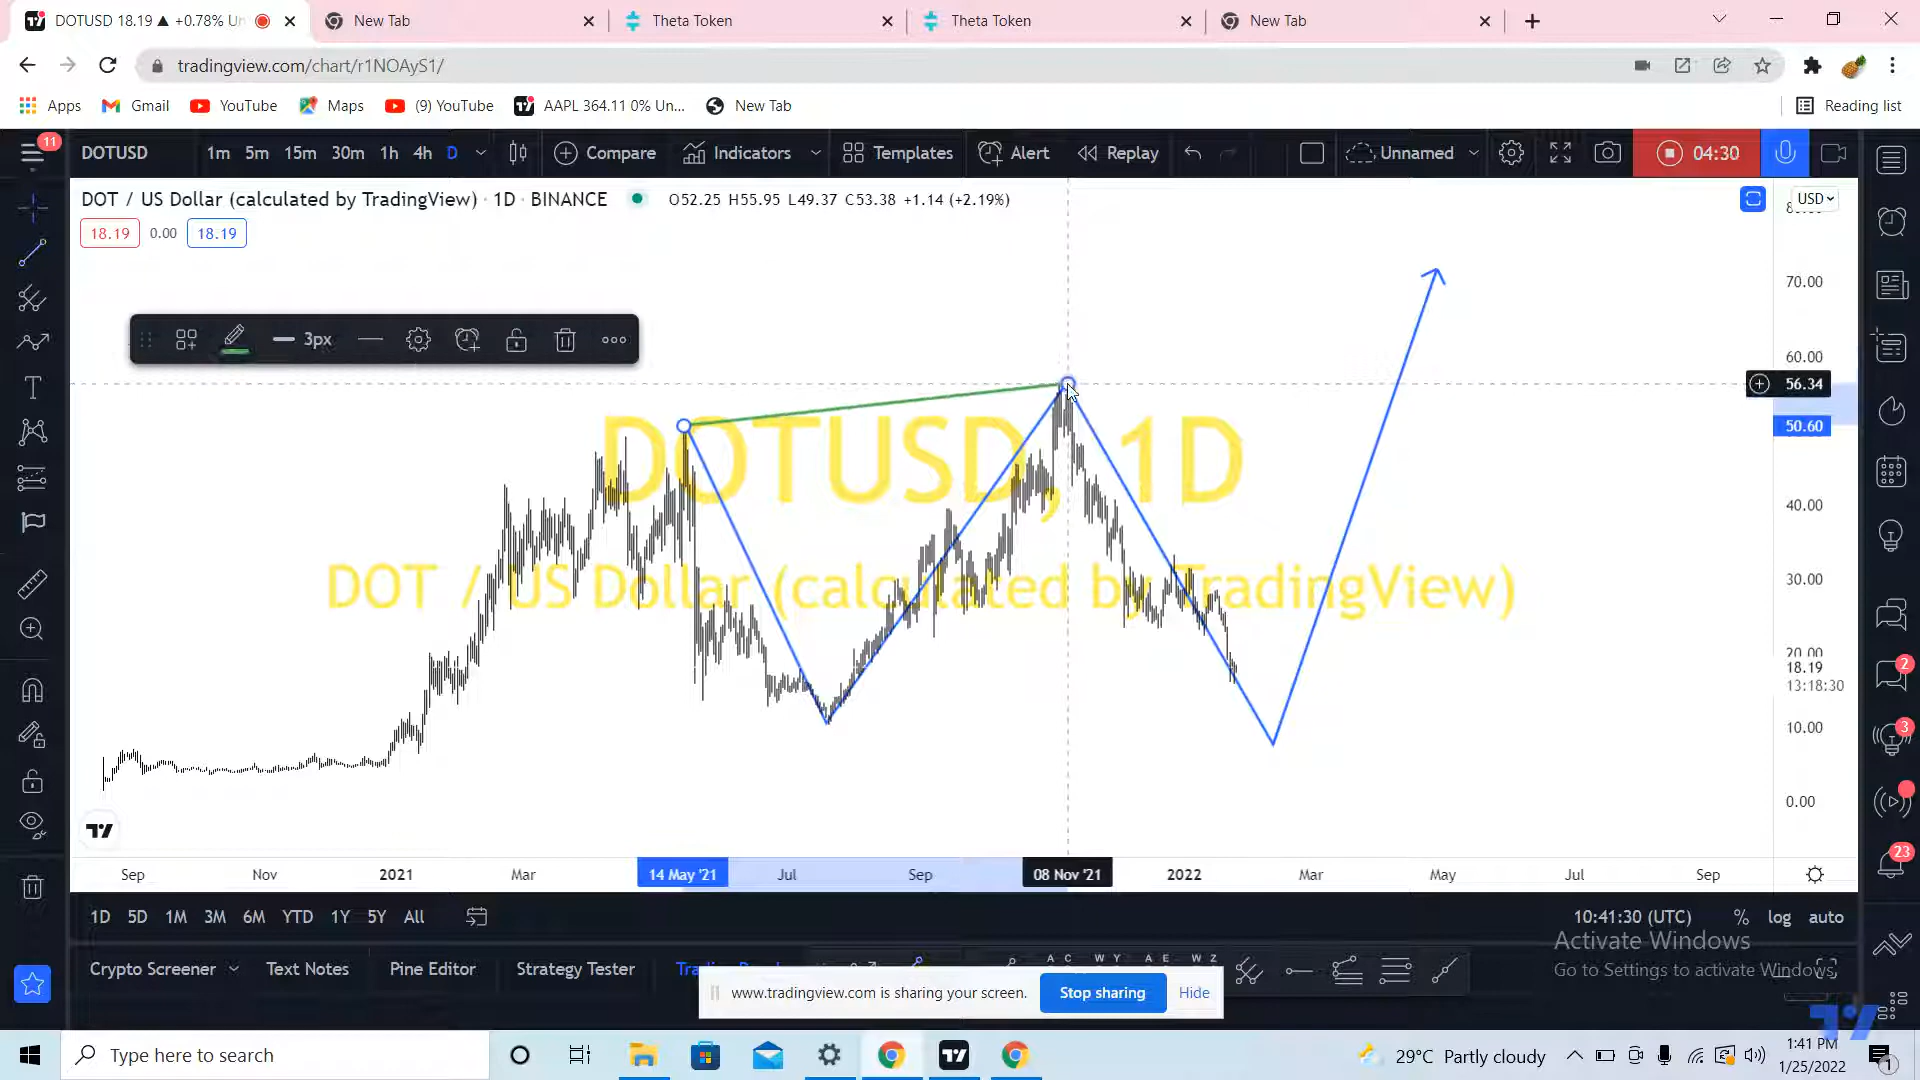 DOTUSD 18.19 ▲ +0.78% Un
New Tab
Theta Token
Theta Token
New Tab
tradingview.com/chart/r1NOAyS1/
Apps
Gmail
YouTube
Maps
(9) YouTube
AAPL 364.11 0% Un...
New Tab
Reading list
11
DOTUSD
1m 5m 15m 30m 1h 4h D
Compare
Indicators
Templates
Alert
Replay
Unnamed
04:30
DOT / US Dollar (calculated by TradingView) · 1D · BINANCE
O52.25 H55.95 L49.37 C53.38 +1.14 (+2.19%)
USD
18.19 0.00 18.19
3px
70.00
60.00
56.34
50.60
40.00
30.00
20.00
18.19
13:18:30
10.00
0.00
DOTUSD, 1D
DOT / US Dollar (calculated by TradingView)
2
3
23
Sep Nov 2021 Mar 14 May '21 Jul Sep 08 Nov '21 2022 Mar May Jul Sep
1D 5D 1M 3M 6M YTD 1Y 5Y All
10:41:30 (UTC) % log auto
Activate Windows
Go to Settings to activate Windows.
Crypto Screener Text Notes Pine Editor Strategy Tester
A C W Y A E W Z
www.tradingview.com is sharing your screen.
Stop sharing
Hide
Type here to search
29°C Partly cloudy
1:41 PM
1/25/2022
1